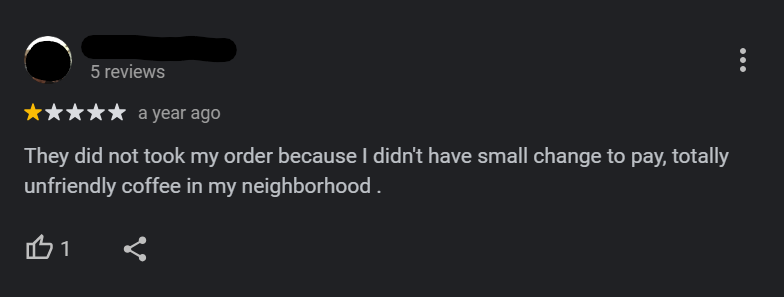 5 reviews
a year ago
They did not took my order because I didn't have small change to pay, totally
unfriendly coffee in my neighborhood .
1